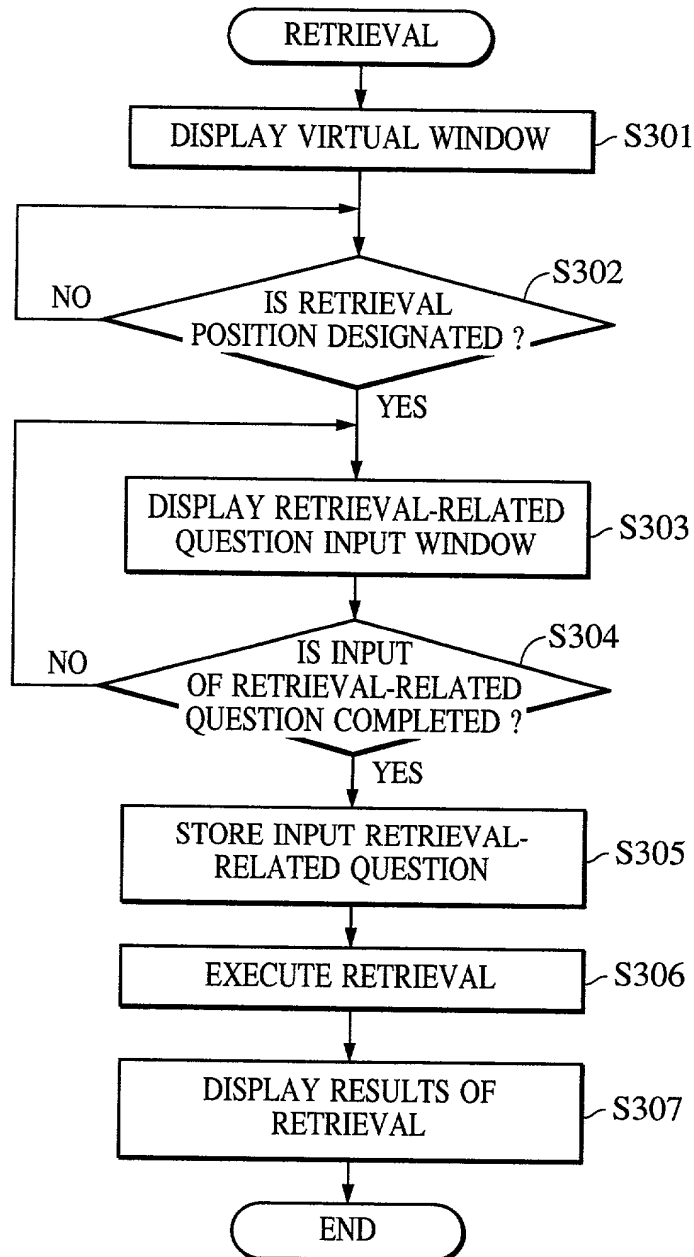 RETRIEVAL
DISPLAY VIRTUAL WINDOW
S301
S302
NO
IS RETRIEVAL
POSITION DESIGNATED ?
YES
DISPLAY RETRIEVAL-RELATED
QUESTION INPUT WINDOW
S303
S304
NO
IS INPUT
OF RETRIEVAL-RELATED
QUESTION COMPLETED ?
YES
STORE INPUT RETRIEVAL-
RELATED QUESTION
S305
EXECUTE RETRIEVAL
S306
DISPLAY RESULTS OF
RETRIEVAL
S307
END